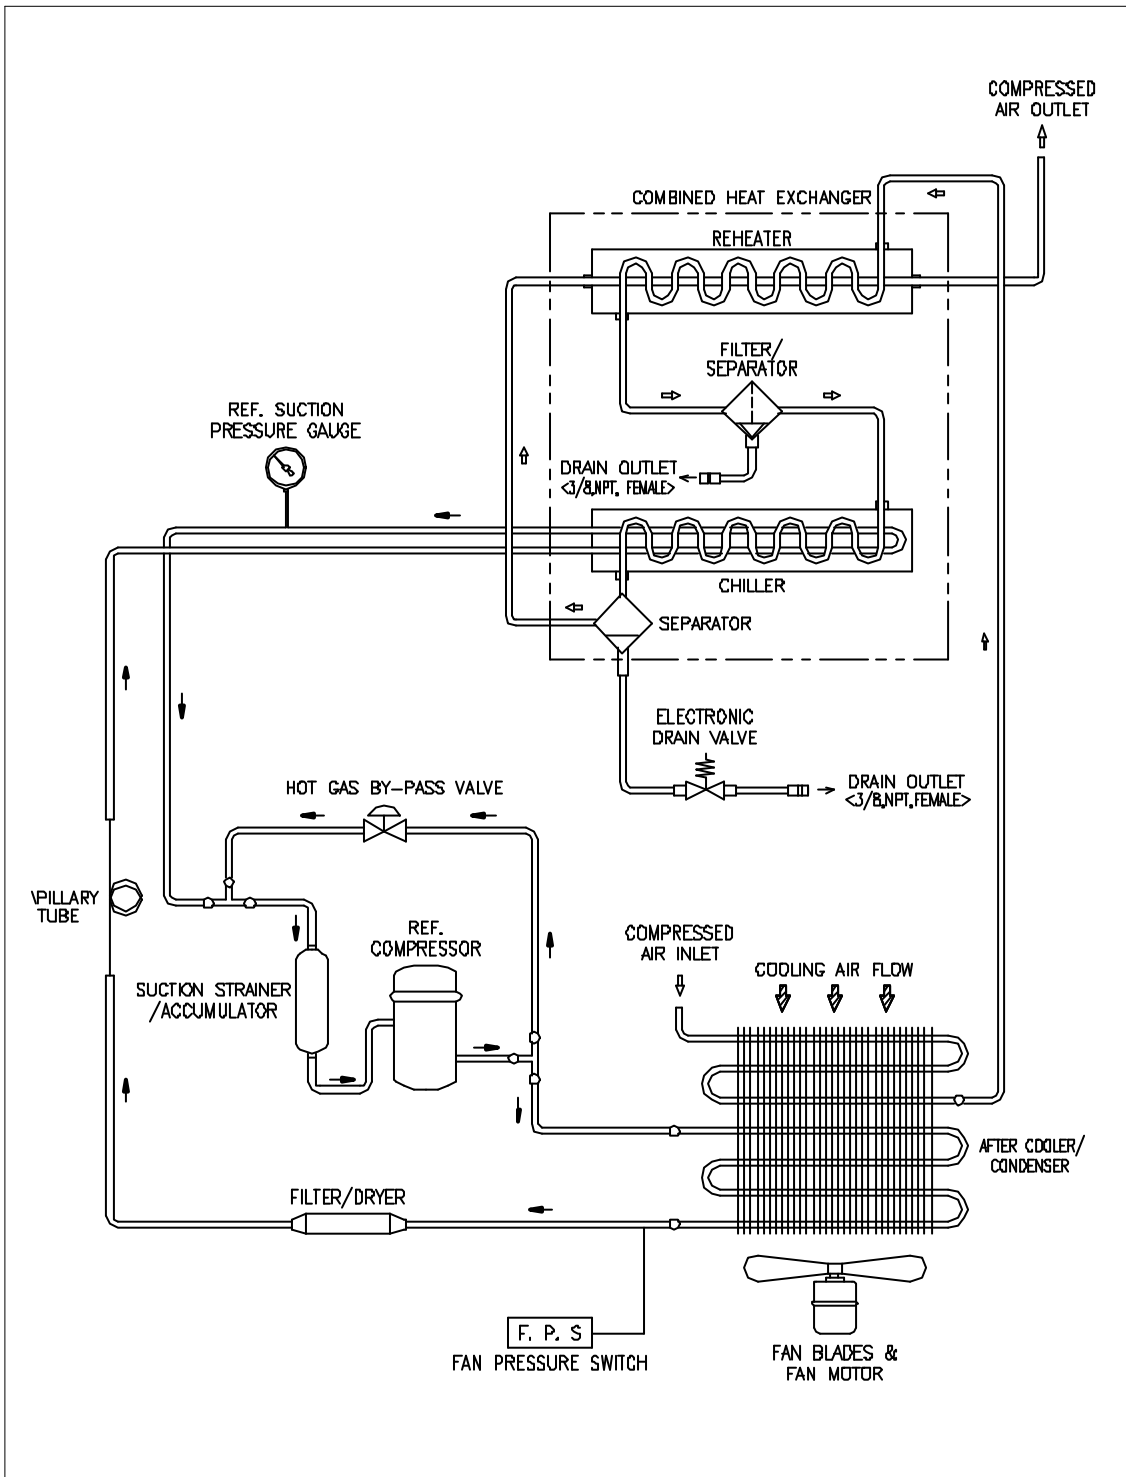 COMPRESSED
AIR OUTLET
COMBINED HEAT EXCHANGER
REHEATER
FILTER/
SEPARATOR
REF. SUCTION
PRESSURE GAUGE
DRAIN OUTLET
<3/8,NPT. FEMALE>
CHILLER
SEPARATOR
ELECTRONIC
DRAIN VALVE
HOT GAS BY-PASS VALVE
DRAIN OUTLET
<3/8,NPT.FEMALE>
\PILLARY
TUBE
REF.
COMPRESSOR
COMPRESSED
AIR INLET
COOLING AIR FLOW
SUCTION STRAINER
/ACCUMULATOR
AFTER COOLER/
CONDENSER
FILTER/DRYER
F. P. S
FAN PRESSURE SWITCH
FAN BLADES &
FAN MOTOR